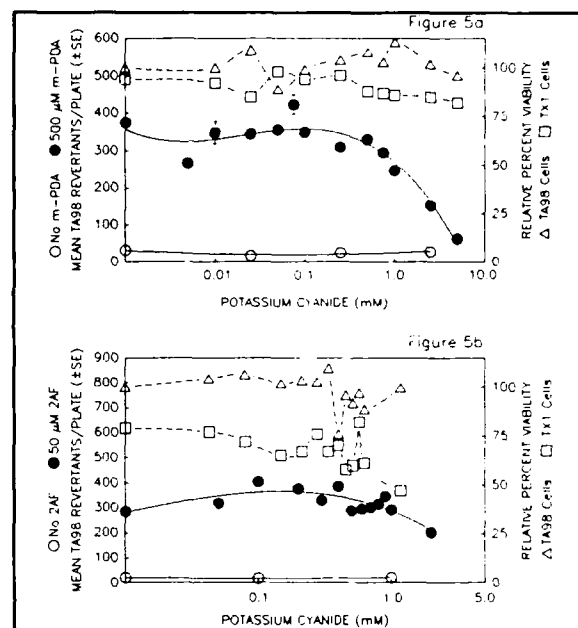 Figure 5a
○ No m-PDA ● 500 μM m-PDA
MEAN TA98 REVERTANTS/PLATE (±SE)
600
500
400
300
200
100
0
0.01
0.1
1.0
10.0
POTASSIUM CYANIDE (mM)
100
75
50
25
0
RELATIVE PERCENT VIABILITY
△ TA98 Cells □ TK1 Cells
Figure 5b
○ No 2AF ● 50 μM 2AF
MEAN TA98 REVERTANTS/PLATE (±SE)
900
800
700
600
500
400
300
200
100
0
0.1
1.0
5.0
POTASSIUM CYANIDE (mM)
100
75
50
25
0
RELATIVE PERCENT VIABILITY
△ TA98 Cells □ TX1 Cells